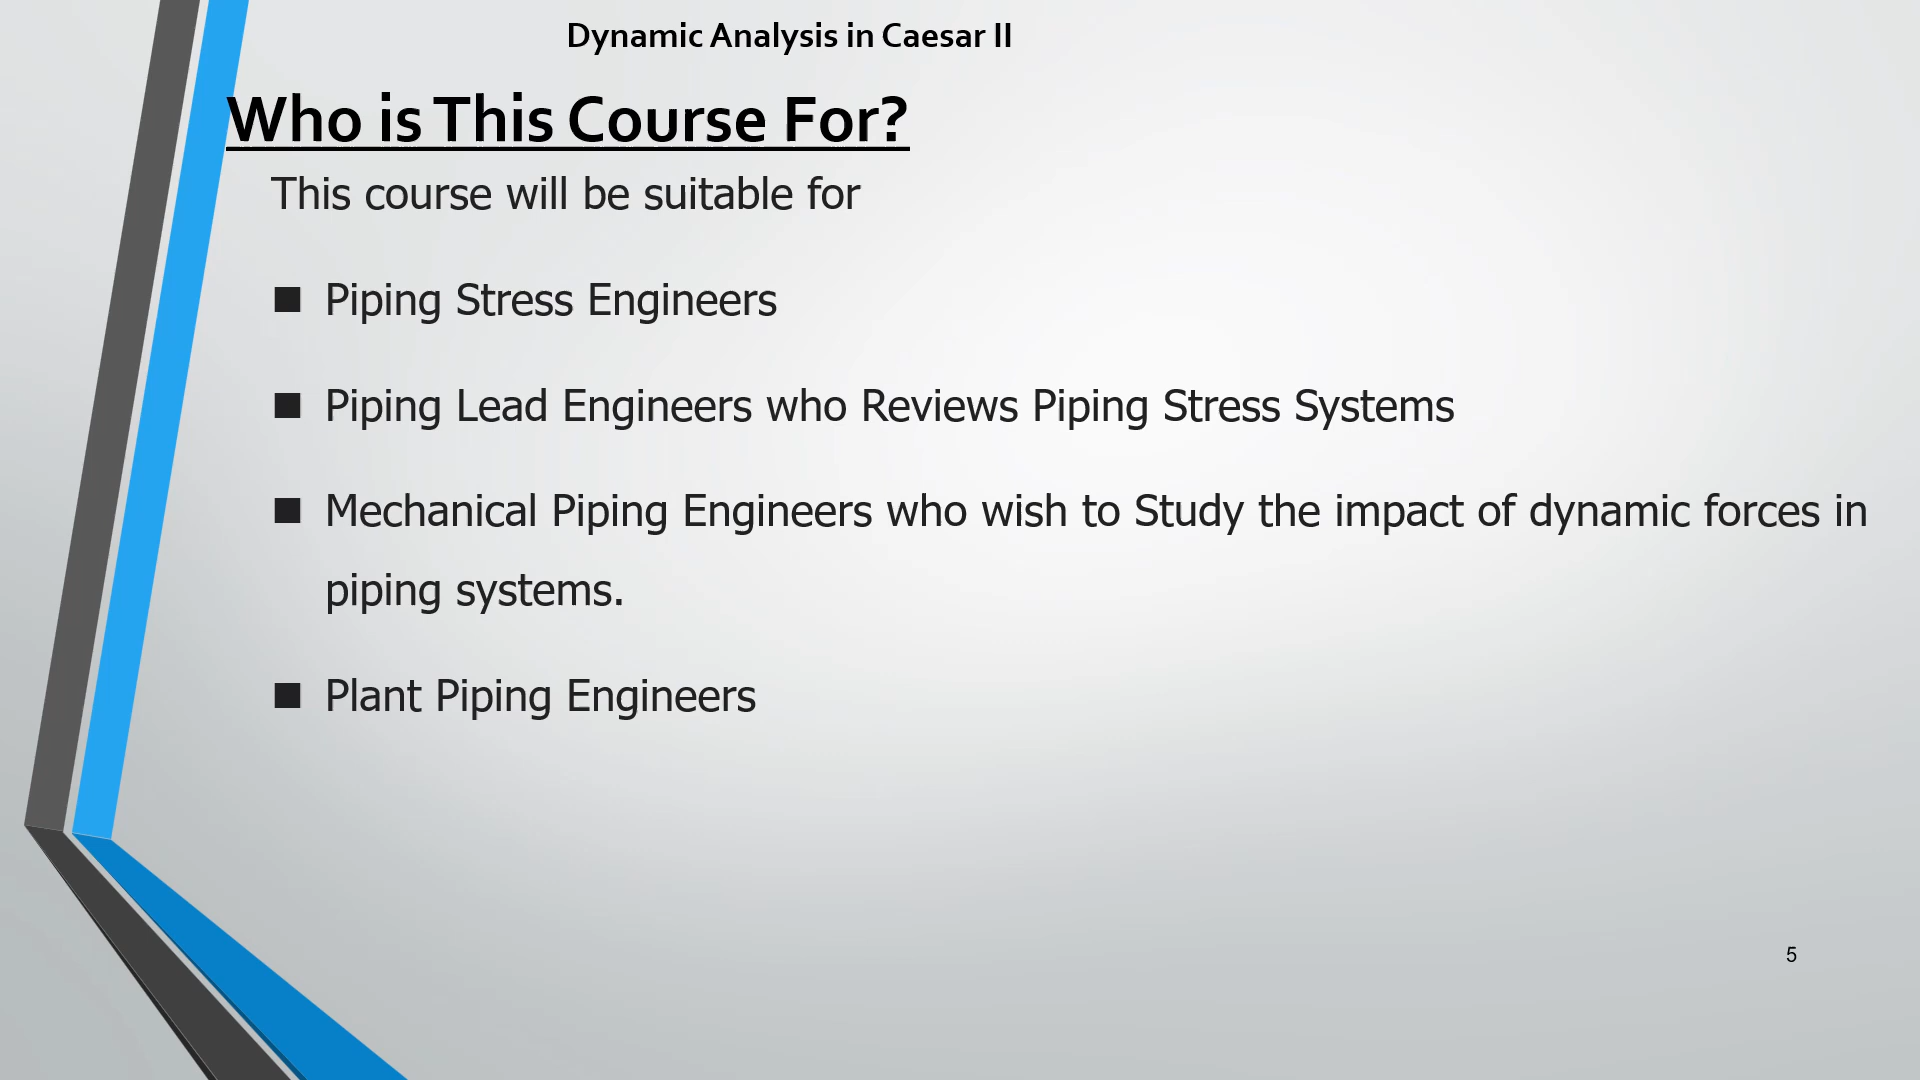 Dynamic Analysis in Caesar II
Who is This Course For?
This course will be suitable for
■ Piping Stress Engineers
■ Piping Lead Engineers who Reviews Piping Stress Systems
■ Mechanical Piping Engineers who wish to Study the impact of dynamic forces in
piping systems.
■ Plant Piping Engineers
5